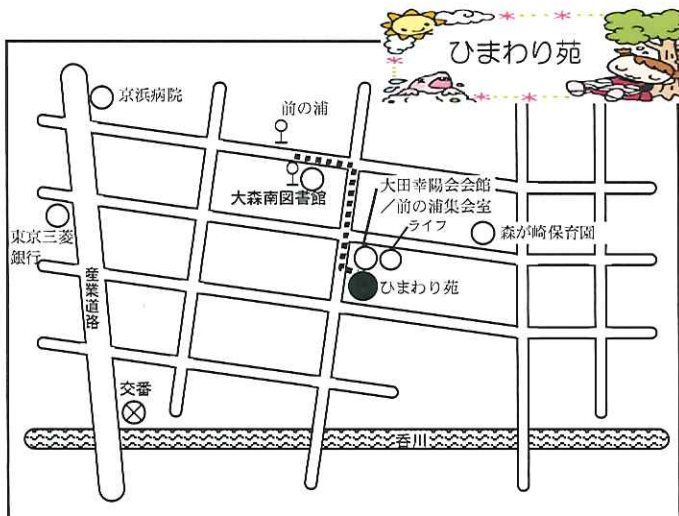 ひまわり苑
京浜病院
前の浦
大森南図書館
大田幸陽会会館
／前の浦集会室
ライフ
森が崎保育園
東京三菱
銀行
産業道路
ひまわり苑
交番
呑川